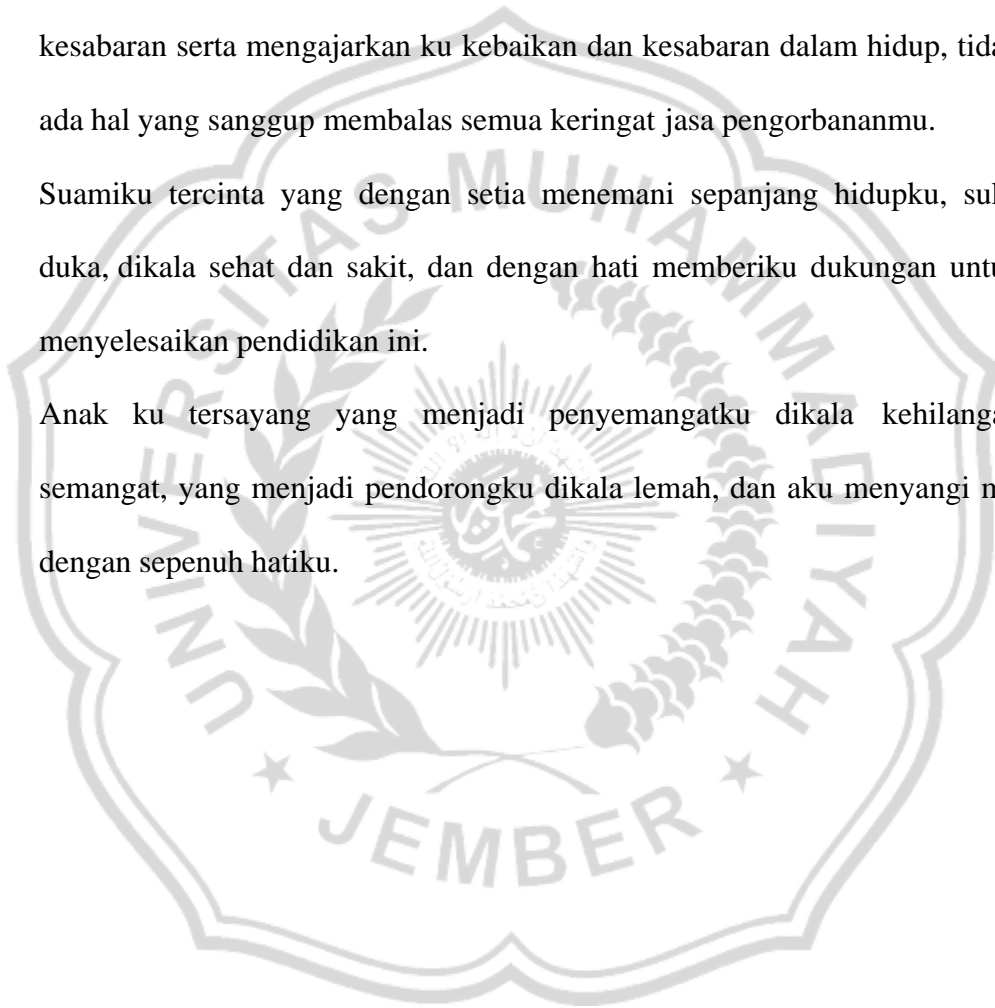 kesabaran serta mengajarkan ku kebaikan dan kesabaran dalam hidup, tida
ada hal yang sanggup membalas semua keringat jasa pengorbananmu.
Suamiku tercinta yang dengan setia menemani sepanjang hidupku, suk
duka, dikala sehat dan sakit, dan dengan hati memberiku dukungan untu
menyelesaikan pendidikan ini.
Anak ku tersayang yang menjadi penyemangatku dikala kehilanga
semangat, yang menjadi pendorongku dikala lemah, dan aku menyangi m
dengan sepenuh hatiku.
UNIVERSITAS MUHAMMADIYAH
JEMBER